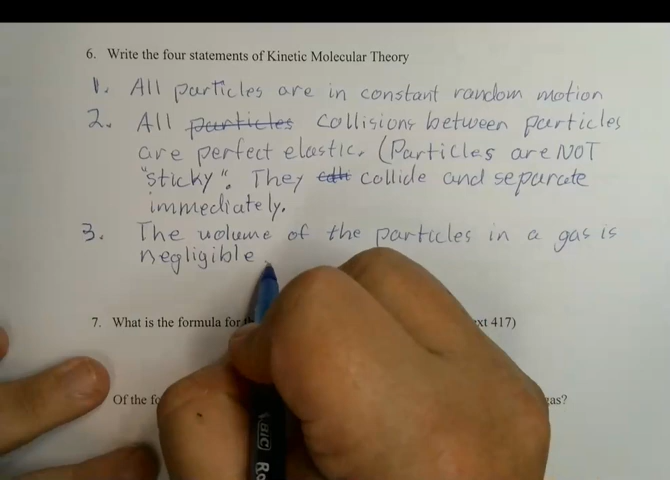 6. Write the four statements of Kinetic Molecular Theory
1. All particles are in constant random motion
2. All particles collisions between particles
are perfect elastic. (Particles are NOT
"sticky". They collide and separate
immediately.
3. The volume of the particles in a gas is
negligible
7. What is the formula for xt 417)
Of the fo gas?
BIC